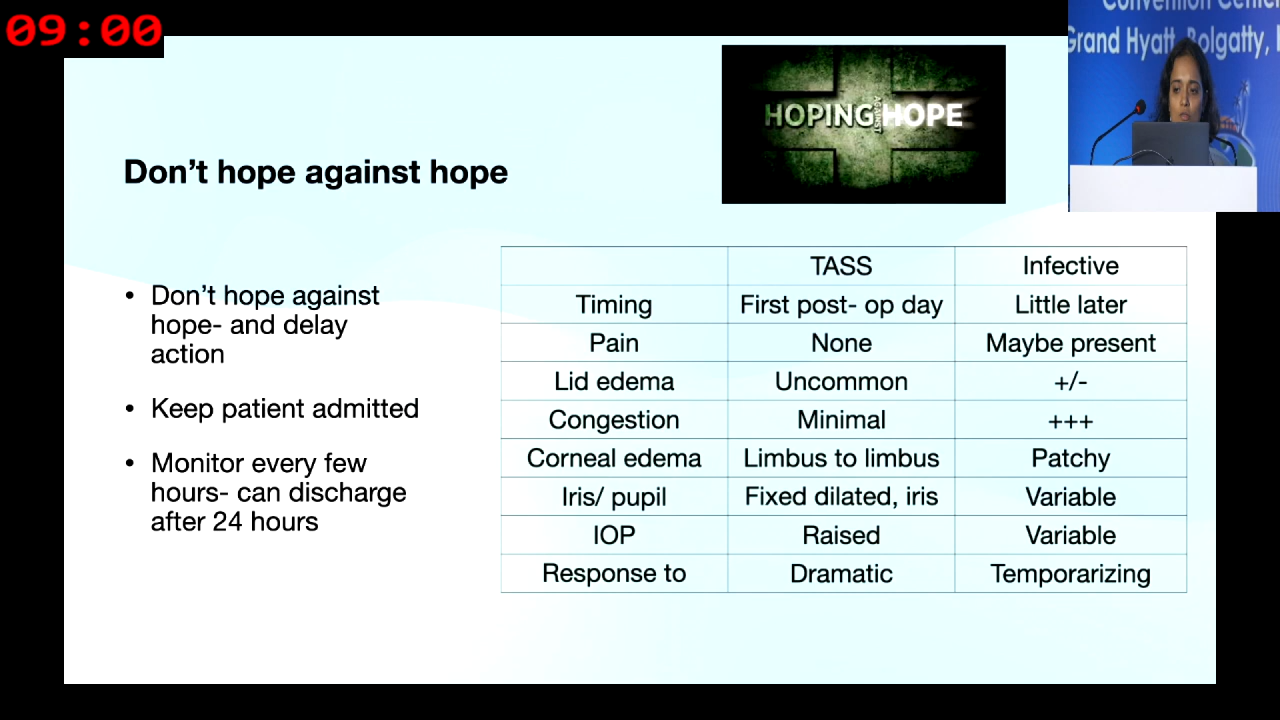 09:00
Convention Center
Grand Hyatt, Bolgatty,
HOPING AGAINST HOPE
Don't hope against hope
• Don't hope against
hope- and delay
action
• Keep patient admitted
• Monitor every few
hours- can discharge
after 24 hours
TASS Infective
Timing First post- op day Little later
Pain None Maybe present
Lid edema Uncommon +/-
Congestion Minimal +++
Corneal edema Limbus to limbus Patchy
Iris/ pupil Fixed dilated, iris Variable
IOP Raised Variable
Response to Dramatic Temporarizing